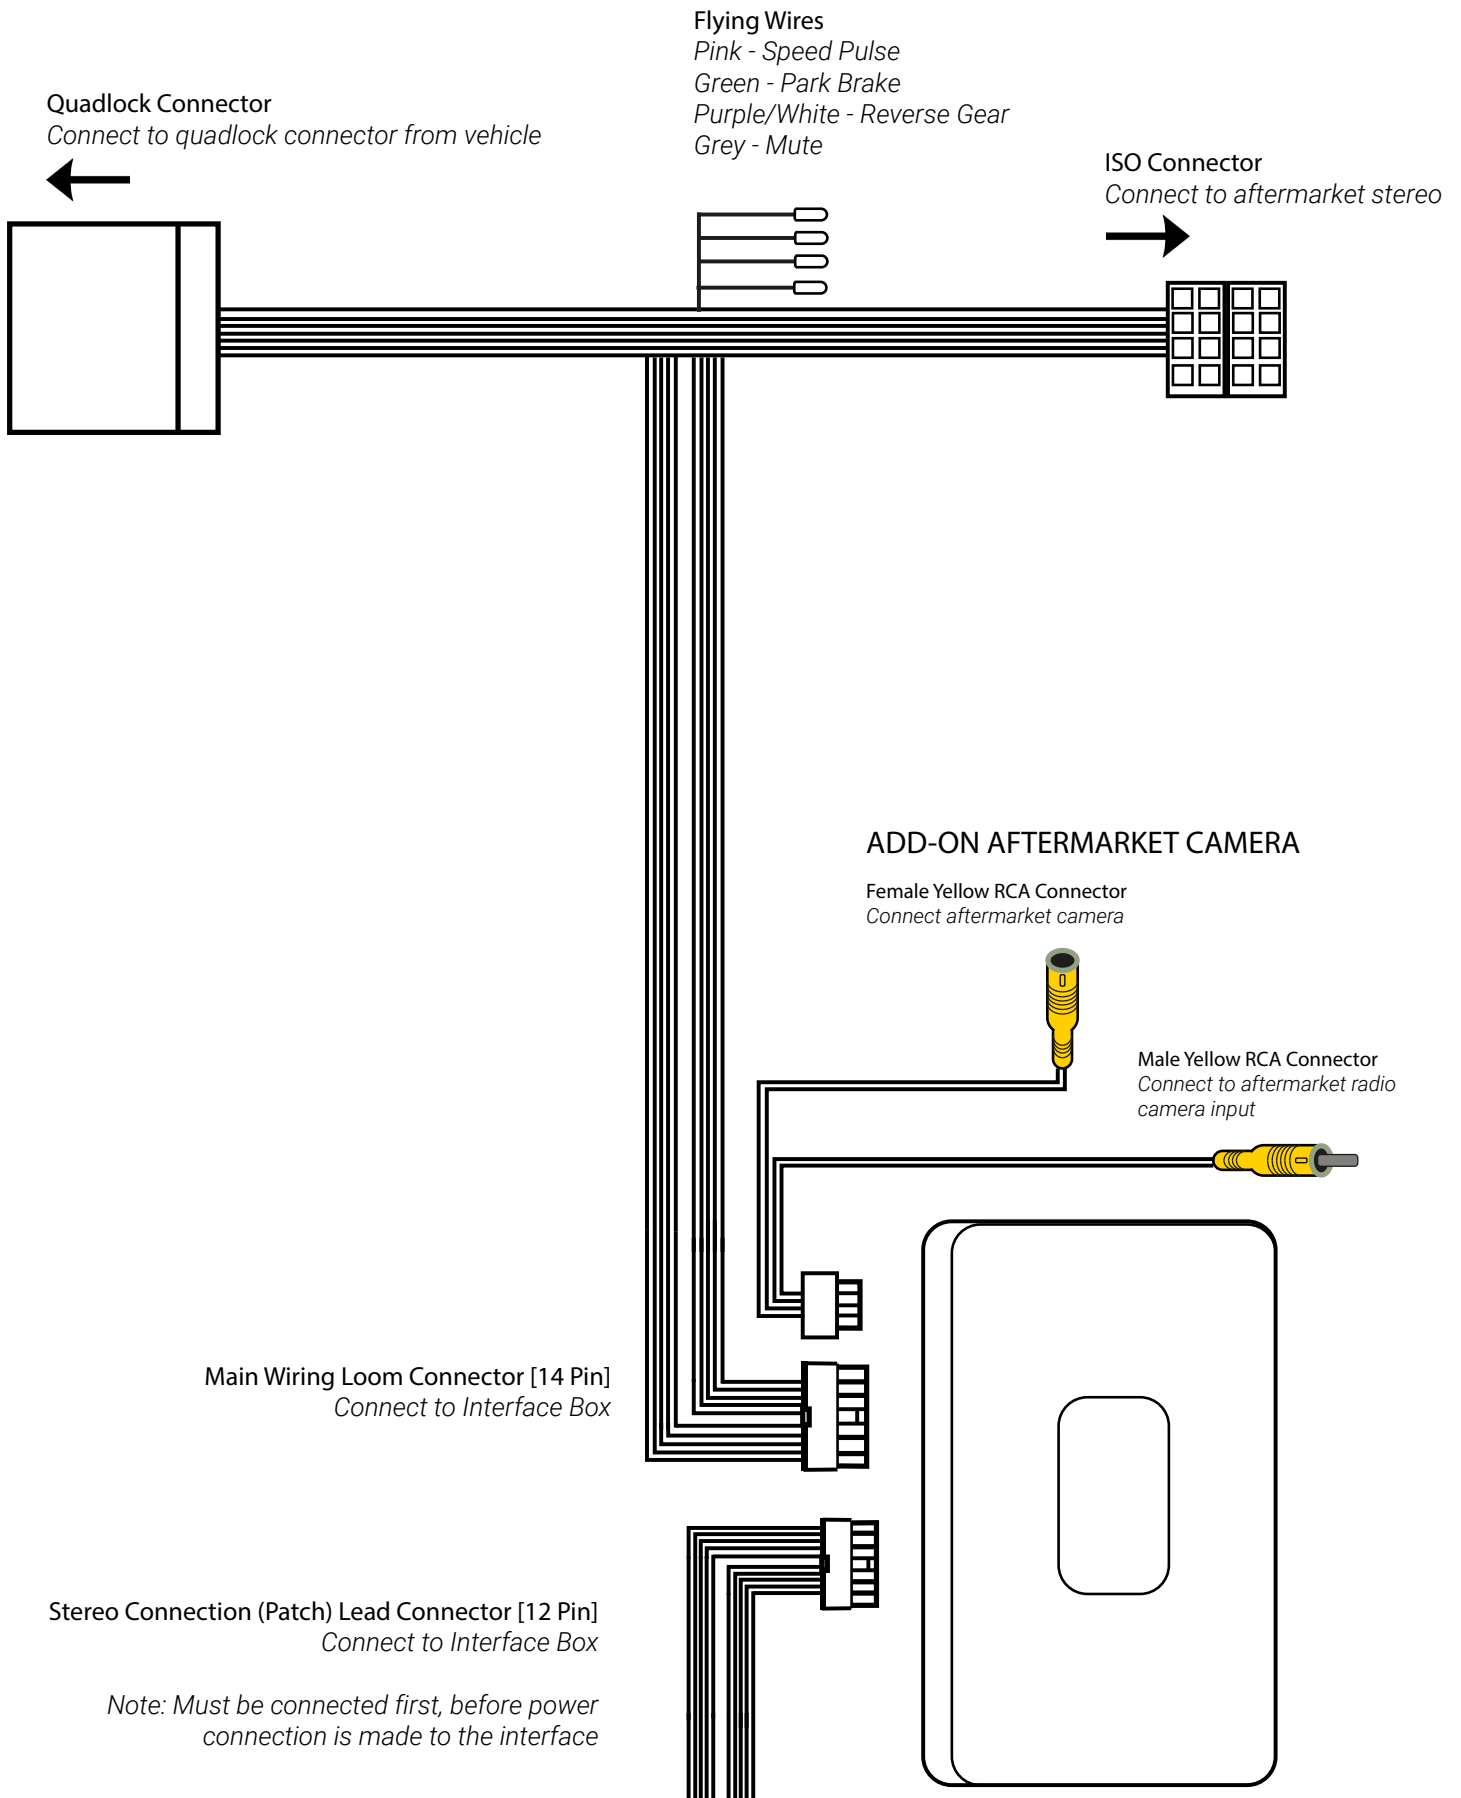 Flying Wires
Pink - Speed Pulse
Green - Park Brake
Purple/White - Reverse Gear
Grey - Mute
Quadlock Connector
Connect to quadlock connector from vehicle
ISO Connector
Connect to aftermarket stereo
ADD-ON AFTERMARKET CAMERA
Female Yellow RCA Connector
Connect aftermarket camera
Male Yellow RCA Connector
Connect to aftermarket radio
camera input
Main Wiring Loom Connector [14 Pin]
Connect to Interface Box
Stereo Connection (Patch) Lead Connector [12 Pin]
Connect to Interface Box
Note: Must be connected first, before power
connection is made to the interface